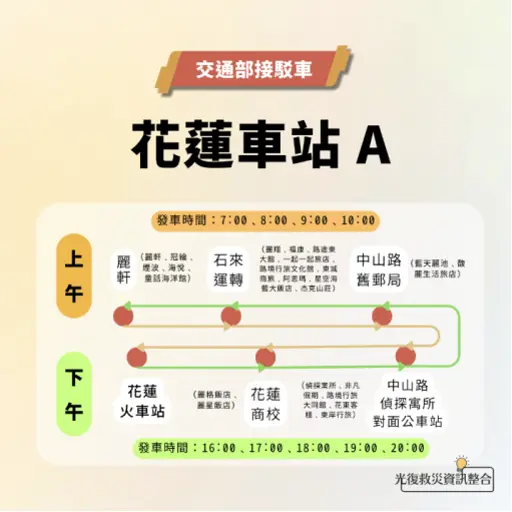 交通部接駁車
花蓮車站 A
發車時間：7:00、8:00、9:00、10:00
上午
麗軒
（麗軒，冠綸、
煙波，海悅，
童話海洋館）
石來
運轉
（麗翔，福康，路途東
大館，一起一起旅店，
路境行旅文化館，東城
商旅，阿思瑪，星空海
藍大飯店，杰克山莊）
中山路
舊郵局
（藍天麗池，馥
麗生活旅店）
下午
花蓮
火車站
（麗格飯店、
麗星飯店）
花蓮
商校
（偵探寓所，非凡
假期，路境行旅
大同館，花東客
棧，東岸行旅）
中山路
偵探寓所
對面公車站
發車時間：16:00、17:00、18:00、19:00、20:00
光復救災資訊整合